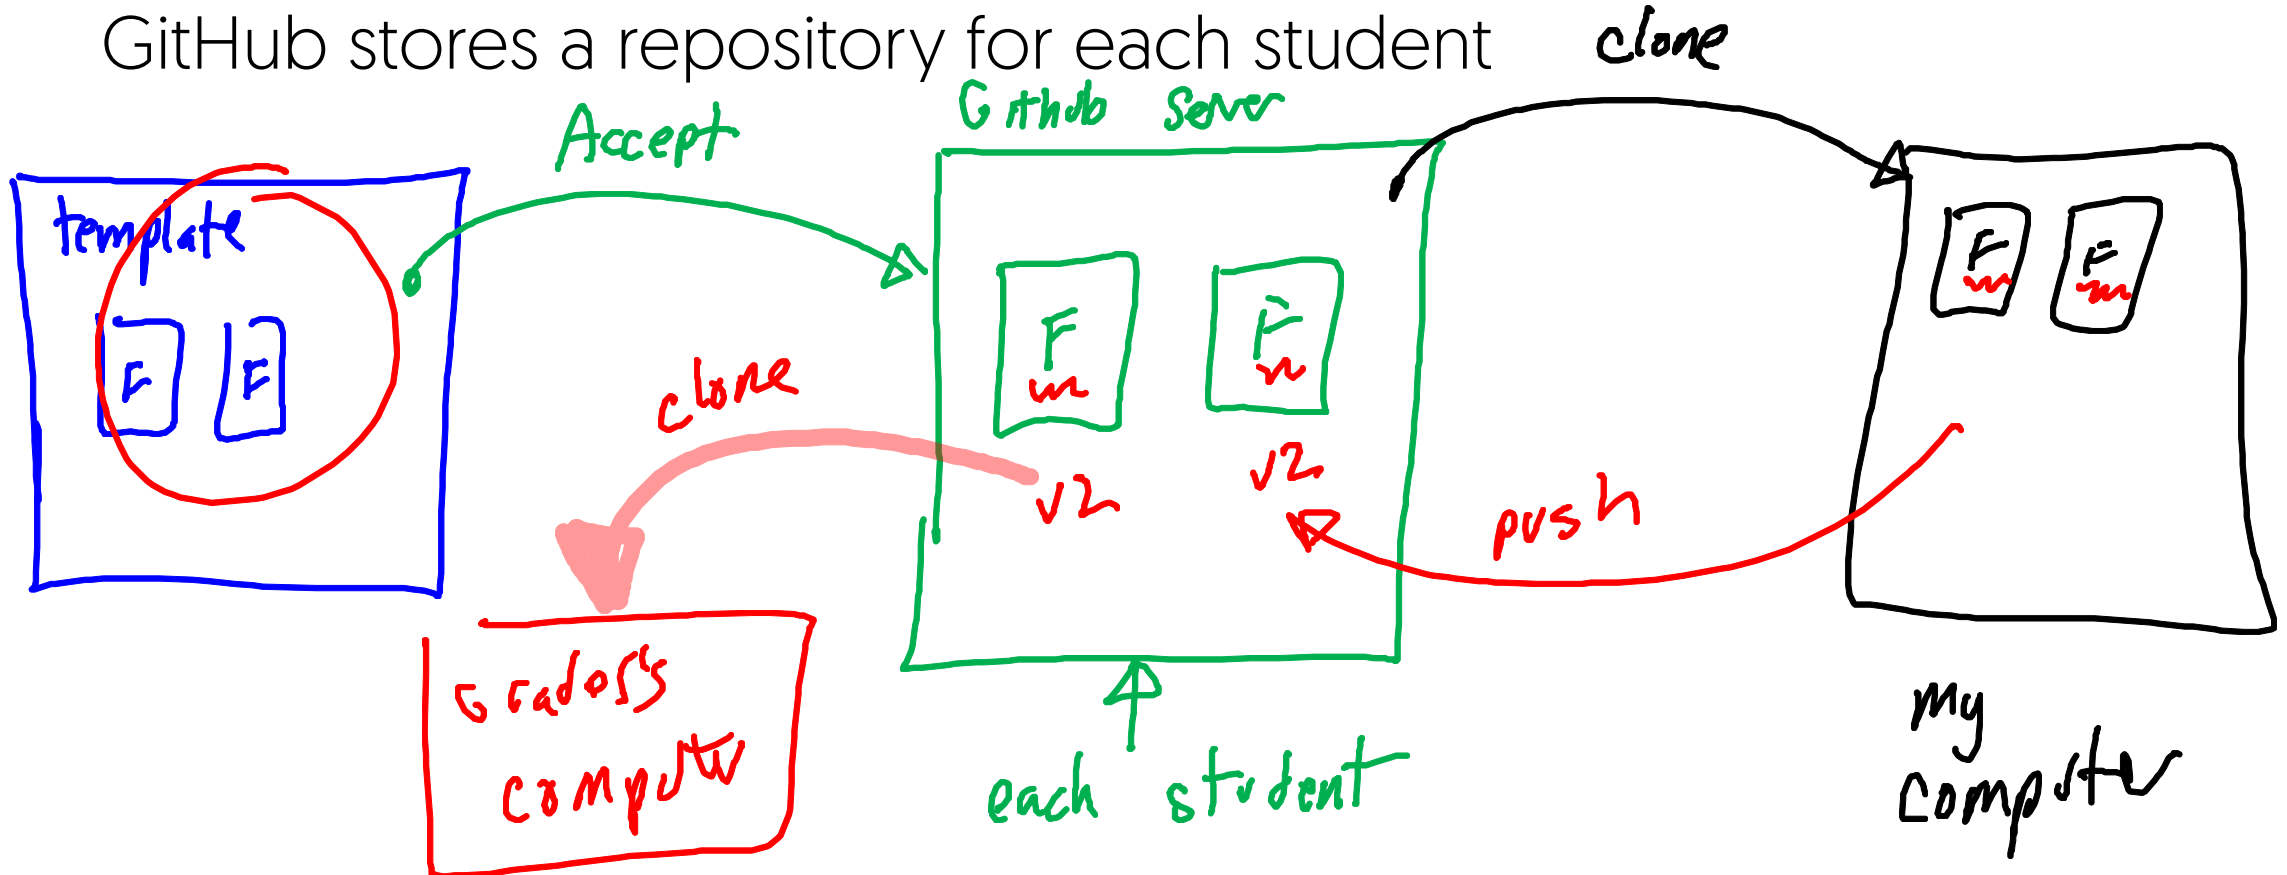 GitHub stores a repository for each student
clone
Github Server
Accept
template
F F
F F
m n
F F
m m
clone
v2 v2
push
Grador's
computer
each student
my
computer